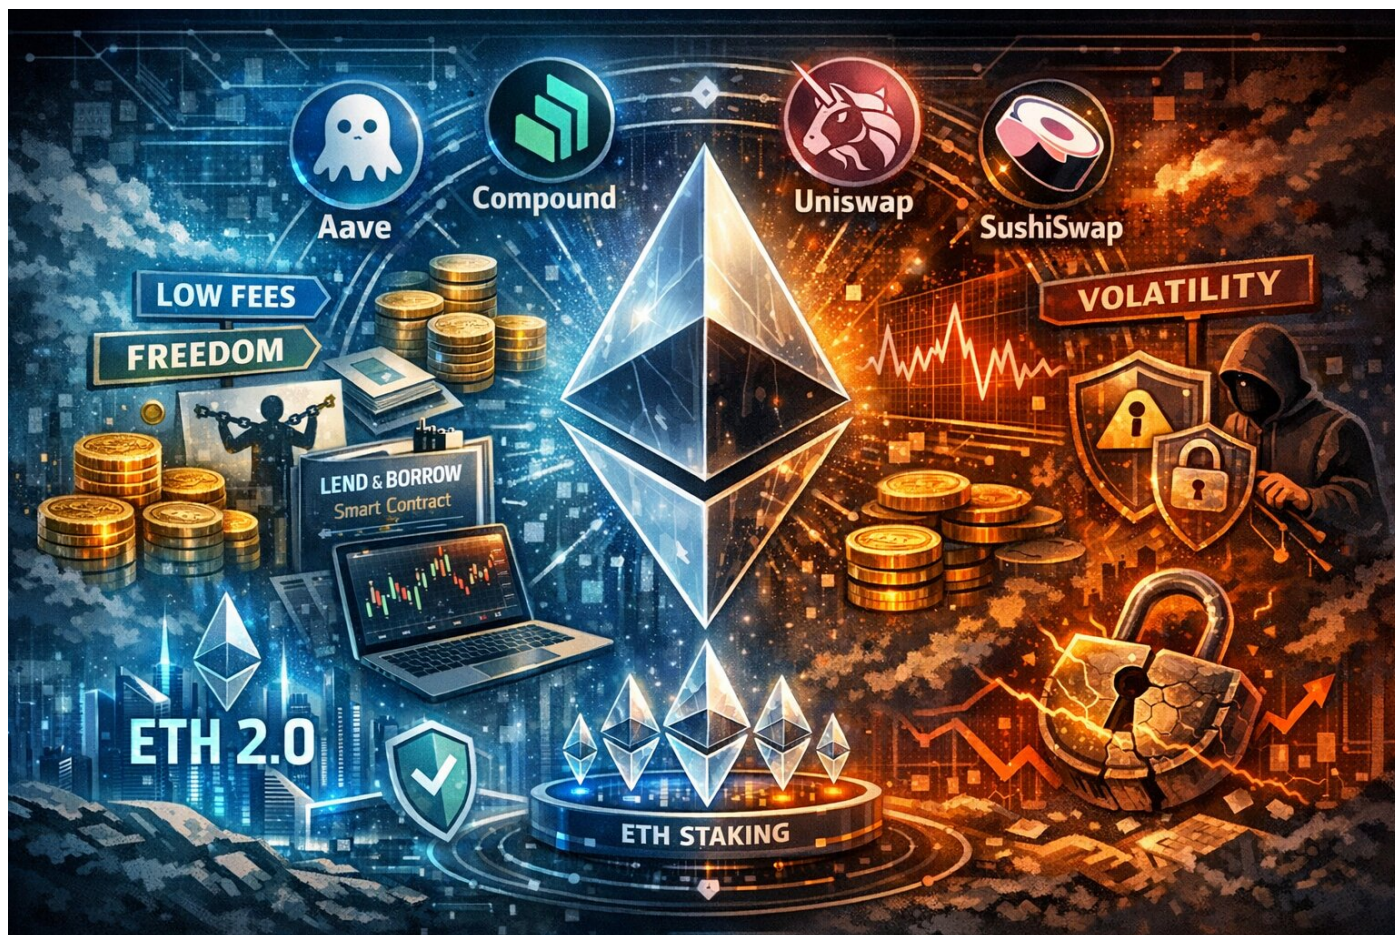 Aave
Compound
Uniswap
SushiSwap
LOW FEES
FREEDOM
VOLATILITY
LEND & BORROW
Smart Contract
ETH 2.0
ETH STAKING